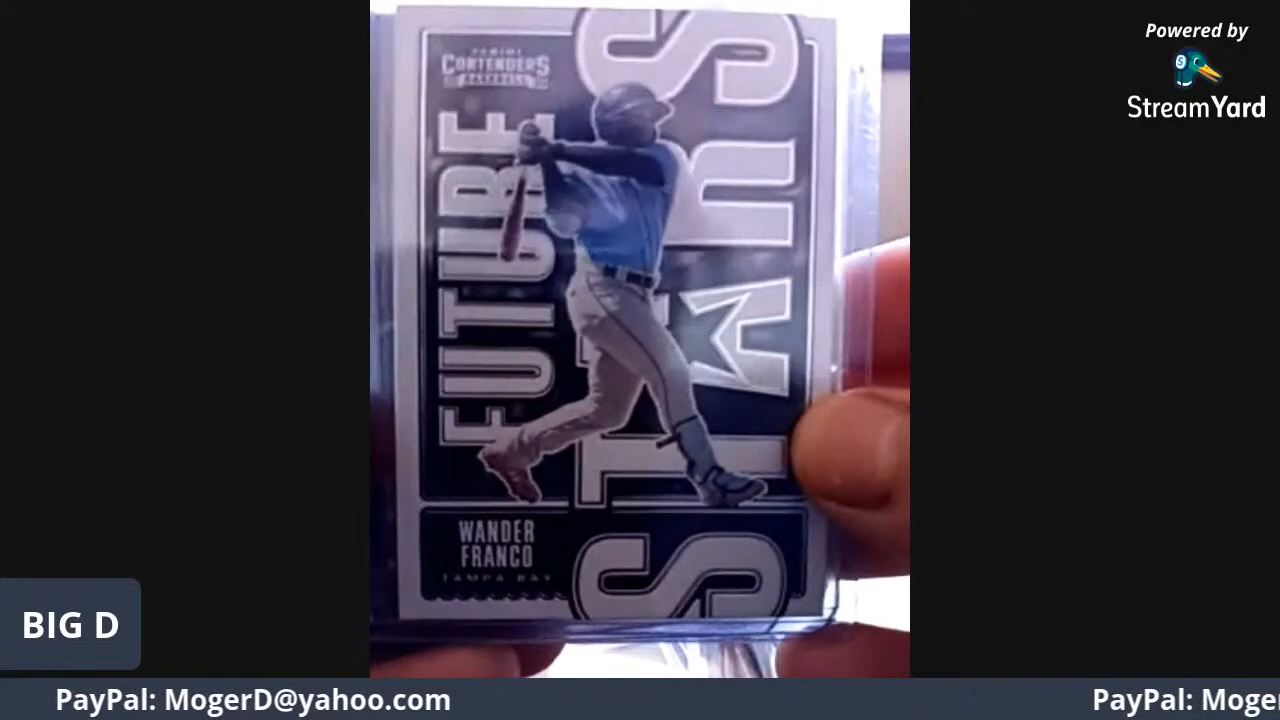 Powered by
StreamYard
PANINI
CONTENDERS
BASEBALL
FUTURE
STARS
WANDER
FRANCO
TAMPA BAY
BIG D
PayPal: MogerD@yahoo.com
PayPal: Moger